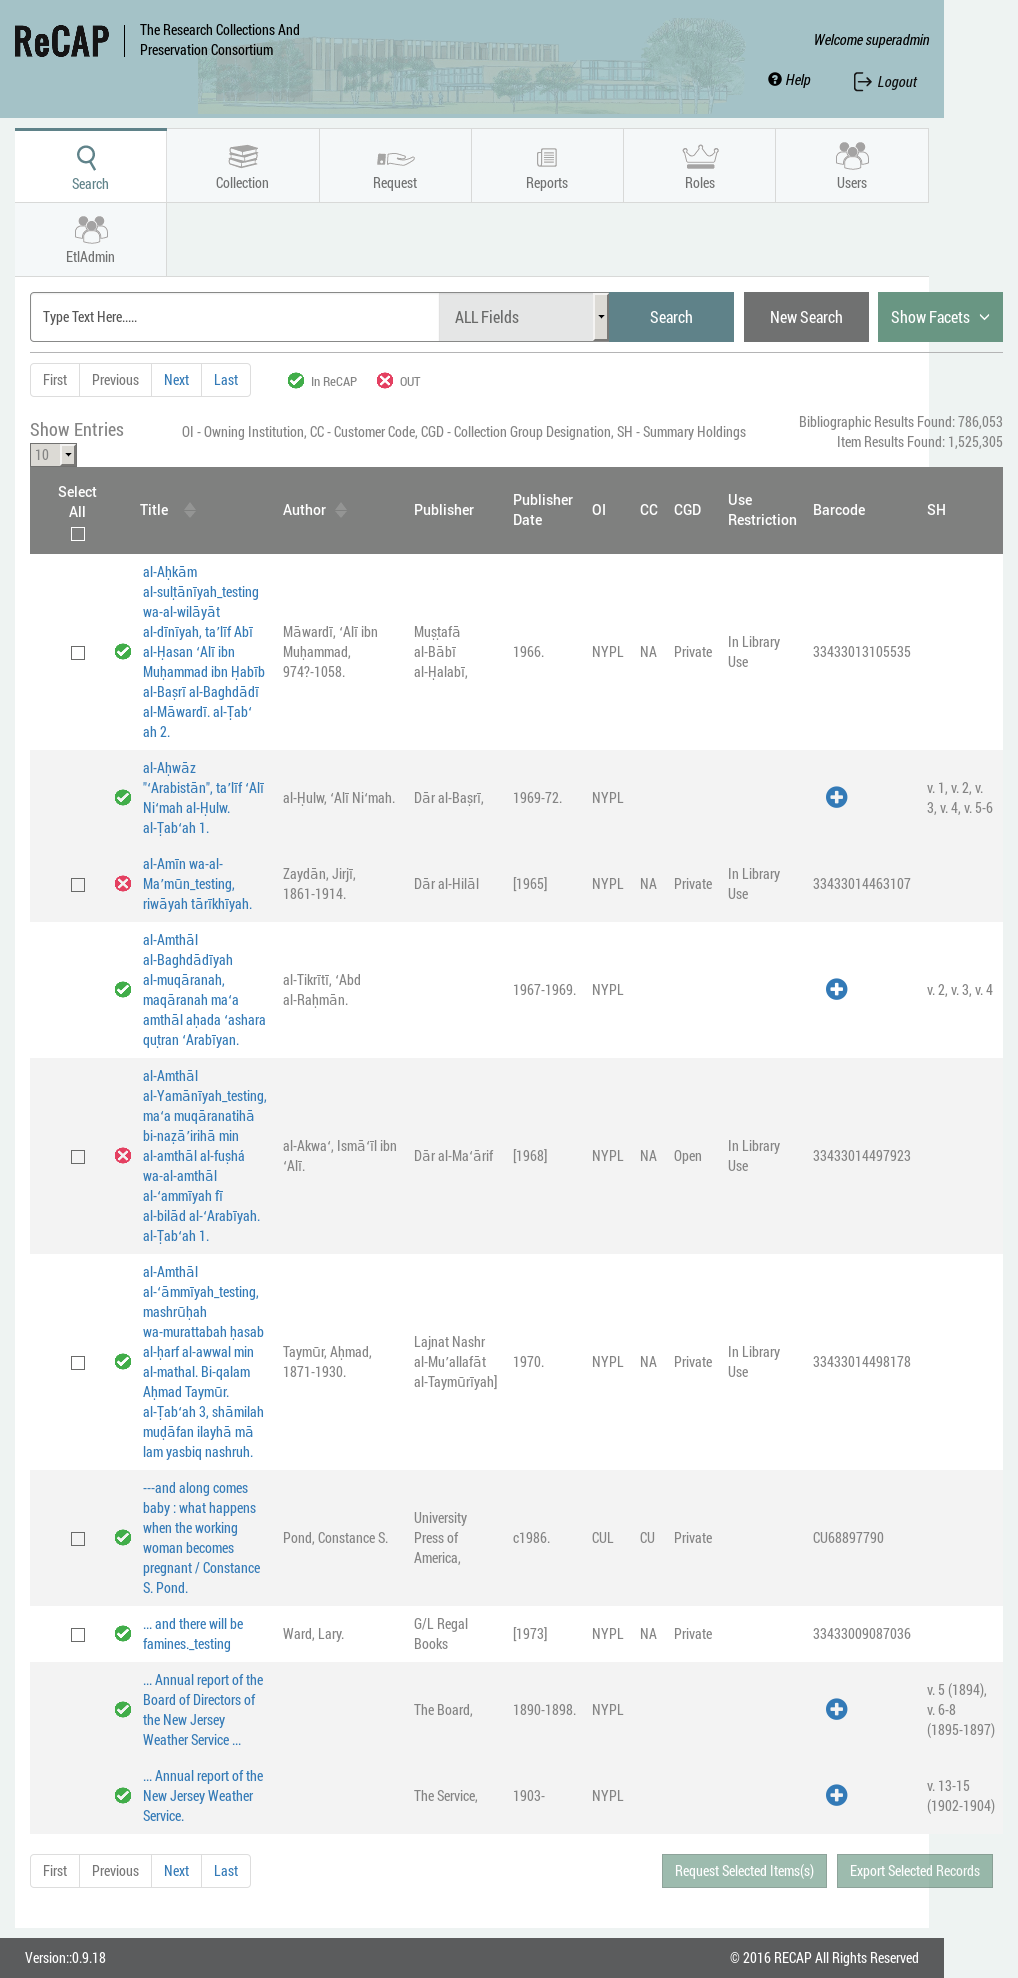 ReCAP
The Research Collections And
Preservation Consortium
Welcome superadmin
Help
Logout
Search
Collection
Request
Reports
Roles
Users
EtlAdmin
Type Text Here.....
ALL Fields
Search
New Search
Show Facets
First Previous Next Last
In ReCAP
OUT
Show Entries
10
OI - Owning Institution, CC - Customer Code, CGD - Collection Group Designation, SH - Summary Holdings
Bibliographic Results Found: 786,053
Item Results Found: 1,525,305
Select
All
Title
Author
Publisher
Publisher
Date
OI
CC
CGD
Use
Restriction
Barcode
SH
al-Aḥkām
al-sulṭānīyah_testing
wa-al-wilāyāt
al-dīnīyah, ta’līf Abī
al-Ḥasan ‘Alī ibn
Muḥammad ibn Ḥabīb
al-Baṣrī al-Baghdādī
al-Māwardī. al-Ṭab‘
ah 2.
Māwardī, ‘Alī ibn
Muḥammad,
974?-1058.
Muṣṭafā
al-Bābī
al-Ḥalabī,
1966.
NYPL
NA
Private
In Library
Use
33433013105535
al-Aḥwāz
"‘Arabistān", ta’līf ‘Alī
Ni‘mah al-Ḥulw.
al-Ṭab‘ah 1.
al-Ḥulw, ‘Alī Ni‘mah.
Dār al-Baṣrī,
1969-72.
NYPL
v. 1, v. 2, v.
3, v. 4, v. 5-6
al-Amīn wa-al-
Ma’mūn_testing,
riwāyah tārīkhīyah.
Zaydān, Jirjī,
1861-1914.
Dār al-Hilāl
[1965]
NYPL
NA
Private
In Library
Use
33433014463107
al-Amthāl
al-Baghdādīyah
al-muqāranah,
maqāranah ma‘a
amthāl aḥada ‘ashara
quṭran ‘Arabīyan.
al-Tikrītī, ‘Abd
al-Raḥmān.
1967-1969.
NYPL
v. 2, v. 3, v. 4
al-Amthāl
al-Yamānīyah_testing,
ma‘a muqāranatihā
bi-naẓā’irihā min
al-amthāl al-fuṣhá
wa-al-amthāl
al-‘ammīyah fī
al-bilād al-‘Arabīyah.
al-Ṭab‘ah 1.
al-Akwa‘, Ismā‘īl ibn
‘Alī.
Dār al-Ma‘ārif
[1968]
NYPL
NA
Open
In Library
Use
33433014497923
al-Amthāl
al-‘āmmīyah_testing,
mashrūḥah
wa-murattabah ḥasab
al-ḥarf al-awwal min
al-mathal. Bi-qalam
Aḥmad Taymūr.
al-Ṭab‘ah 3, shāmilah
muḍāfan ilayhā mā
lam yasbiq nashruh.
Taymūr, Aḥmad,
1871-1930.
Lajnat Nashr
al-Mu’allafāt
al-Taymūrīyah]
1970.
NYPL
NA
Private
In Library
Use
33433014498178
---and along comes
baby : what happens
when the working
woman becomes
pregnant / Constance
S. Pond.
Pond, Constance S.
University
Press of
America,
c1986.
CUL
CU
Private
CU68897790
... and there will be
famines._testing
Ward, Lary.
G/L Regal
Books
[1973]
NYPL
NA
Private
33433009087036
... Annual report of the
Board of Directors of
the New Jersey
Weather Service ...
The Board,
1890-1898.
NYPL
v. 5 (1894),
v. 6-8
(1895-1897)
... Annual report of the
New Jersey Weather
Service.
The Service,
1903-
NYPL
v. 13-15
(1902-1904)
First Previous Next Last
Request Selected Items(s)
Export Selected Records
Version::0.9.18
© 2016 RECAP All Rights Reserved